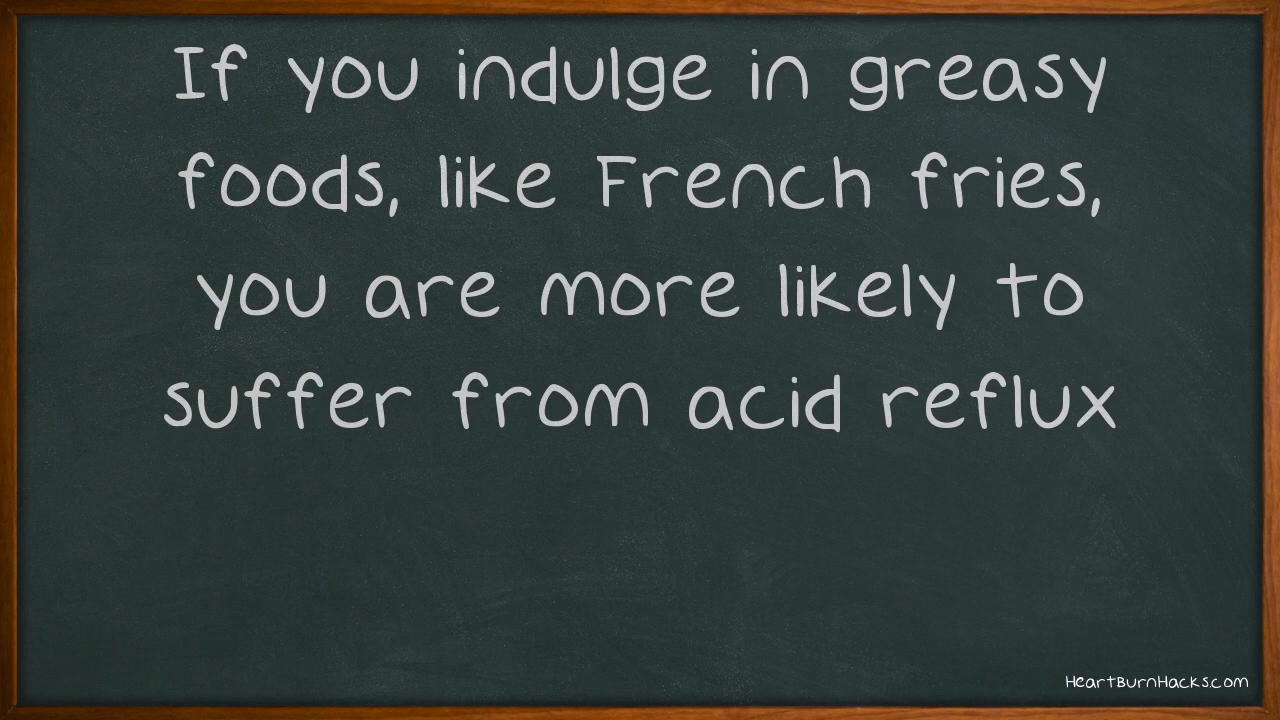 If you indulge in greasy
foods, like French fries,
you are more likely to
suffer from acid reflux
HeartBurnHacks.com